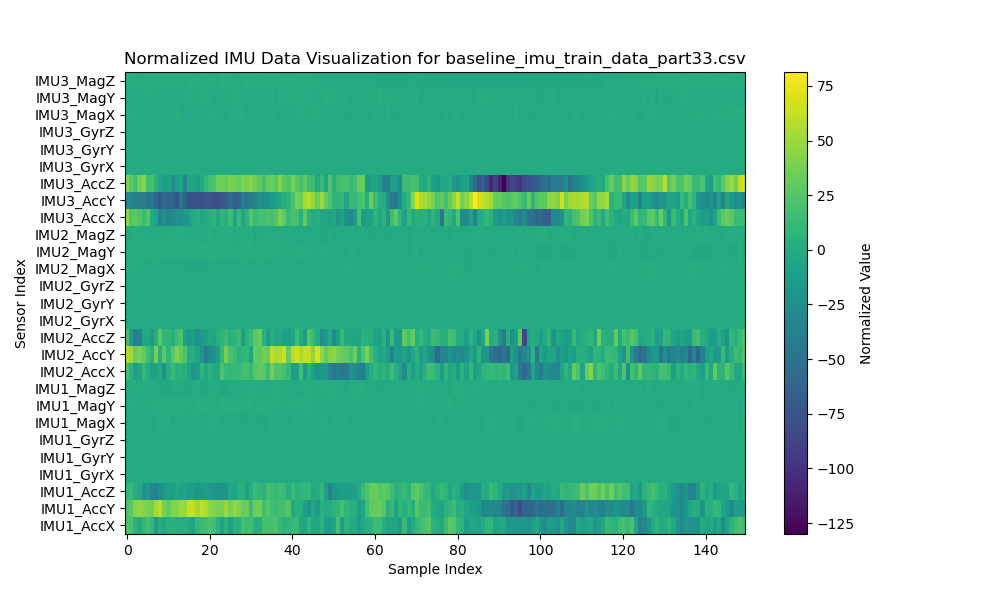 Normalized IMU Data Visualization for baseline_imu_train_data_part33.csv
IMU3_MagZ
IMU3_MagY
IMU3_MagX
IMU3_GyrZ
IMU3_GyrY
IMU3_GyrX
IMU3_AccZ
IMU3_AccY
IMU3_AccX
IMU2_MagZ
IMU2_MagY
IMU2_MagX
IMU2_GyrZ
IMU2_GyrY
IMU2_GyrX
IMU2_AccZ
IMU2_AccY
IMU2_AccX
IMU1_MagZ
IMU1_MagY
IMU1_MagX
IMU1_GyrZ
IMU1_GyrY
IMU1_GyrX
IMU1_AccZ
IMU1_AccY
IMU1_AccX
Sensor Index
0 20 40 60 80 100 120 140
Sample Index
75
50
25
0
−25
−50
−75
−100
−125
Normalized Value